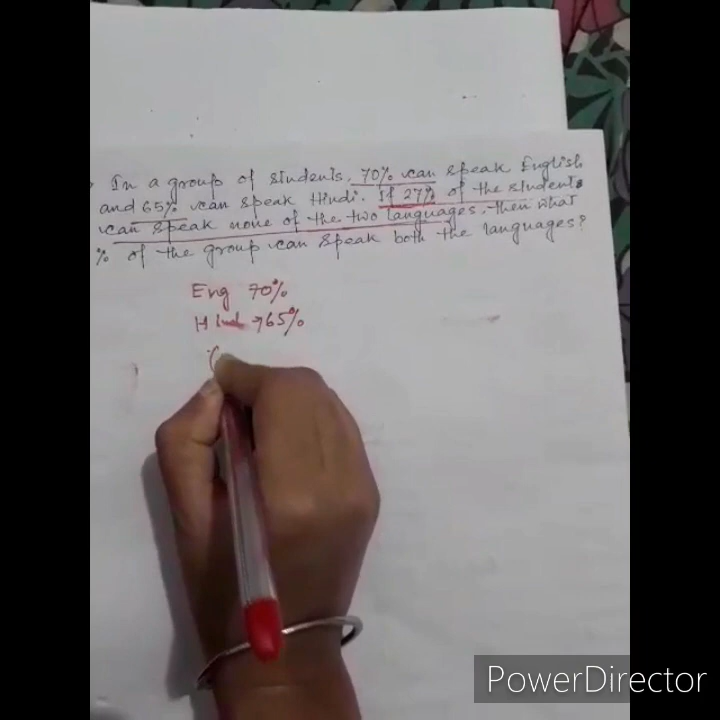 In a group of students, 70% can speak English
and 65% can speak Hindi. If 27% of the students
can speak none of the two languages, then what
% of the group can speak both the languages?
Eng 70%
Hind → 65%
(
PowerDirector